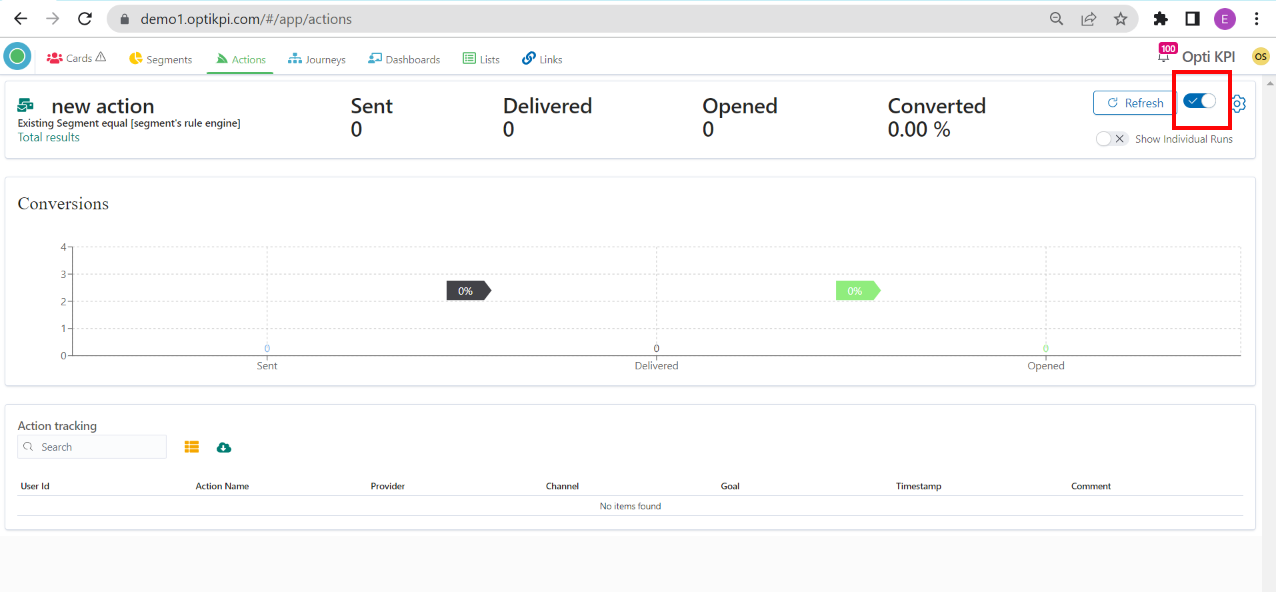 demo1.optikpi.com/#/app/actions
E
Cards
Segments
Actions
Journeys
Dashboards
Lists
Links
100
Opti KPI
OS
new action
Existing Segment equal [segment's rule engine]
Total results
Sent
0
Delivered
0
Opened
0
Converted
0.00 %
Refresh
Show Individual Runs
Conversions
4
3
2
1
0
0%
0%
0
0
0
Sent
Delivered
Opened
Action tracking
Search
User Id Action Name Provider Channel Goal Timestamp Comment
No items found